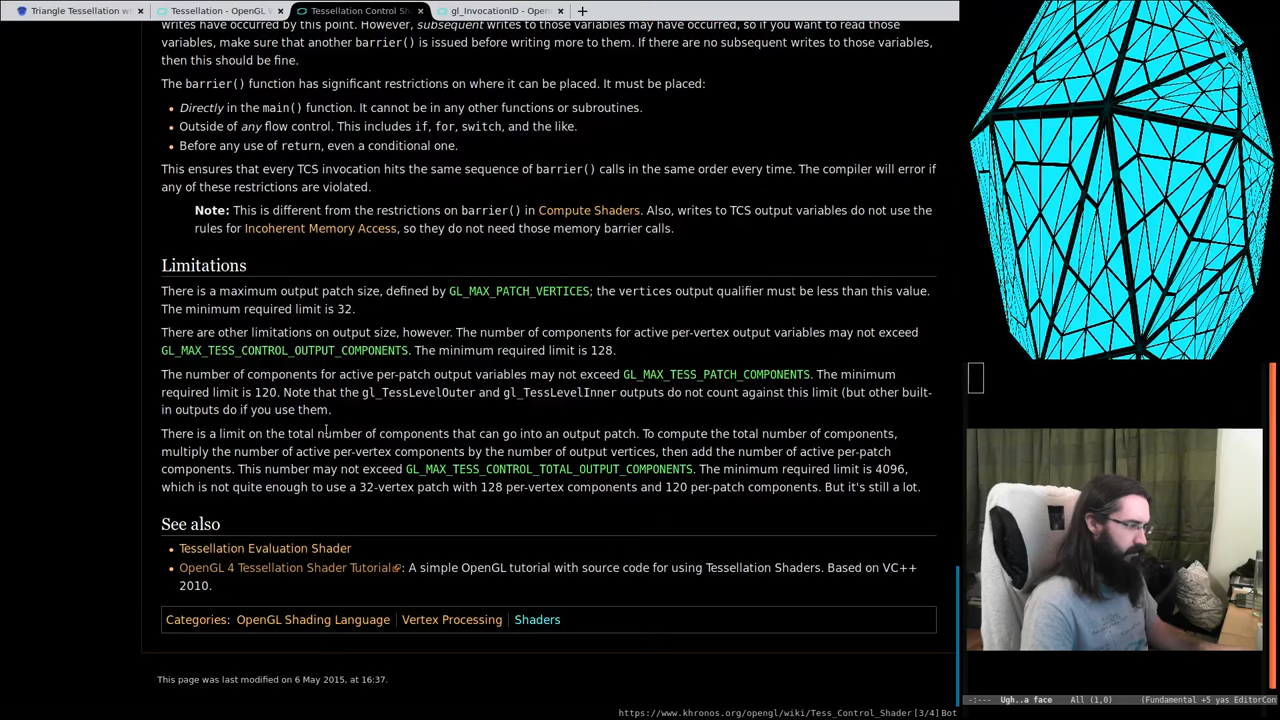 Triangle Tessellation w
Tessellation - OpenGL W
Tessellation Control Sh
gl_InvocationID - Open
writes have occurred by this point. However, subsequent writes to those variables may have occurred, so if you want to read those
variables, make sure that another barrier() is issued before writing more to them. If there are no subsequent writes to those variables,
then this should be fine.
The barrier() function has significant restrictions on where it can be placed. It must be placed:
Directly in the main() function. It cannot be in any other functions or subroutines.
Outside of any flow control. This includes if, for, switch, and the like.
Before any use of return, even a conditional one.
This ensures that every TCS invocation hits the same sequence of barrier() calls in the same order every time. The compiler will error if
any of these restrictions are violated.
Note: This is different from the restrictions on barrier() in Compute Shaders. Also, writes to TCS output variables do not use the
rules for Incoherent Memory Access, so they do not need those memory barrier calls.
Limitations
There is a maximum output patch size, defined by GL_MAX_PATCH_VERTICES; the vertices output qualifier must be less than this value.
The minimum required limit is 32.
There are other limitations on output size, however. The number of components for active per-vertex output variables may not exceed
GL_MAX_TESS_CONTROL_OUTPUT_COMPONENTS. The minimum required limit is 128.
The number of components for active per-patch output variables may not exceed GL_MAX_TESS_PATCH_COMPONENTS. The minimum
required limit is 120. Note that the gl_TessLevelOuter and gl_TessLevelInner outputs do not count against this limit (but other built-
in outputs do if you use them.
There is a limit on the total number of components that can go into an output patch. To compute the total number of components,
multiply the number of active per-vertex components by the number of output vertices, then add the number of active per-patch
components. This number may not exceed GL_MAX_TESS_CONTROL_TOTAL_OUTPUT_COMPONENTS. The minimum required limit is 4096,
which is not quite enough to use a 32-vertex patch with 128 per-vertex components and 120 per-patch components. But it's still a lot.
See also
Tessellation Evaluation Shader
OpenGL 4 Tessellation Shader Tutorial: A simple OpenGL tutorial with source code for using Tessellation Shaders. Based on VC++
2010.
Categories: OpenGL Shading Language | Vertex Processing | Shaders
This page was last modified on 6 May 2015, at 16:37.
https://www.khronos.org/opengl/wiki/Tess_Control_Shader [3/4] Bot
-:--- Ugh..a face All (1,0) (Fundamental +5 yas EditorCon